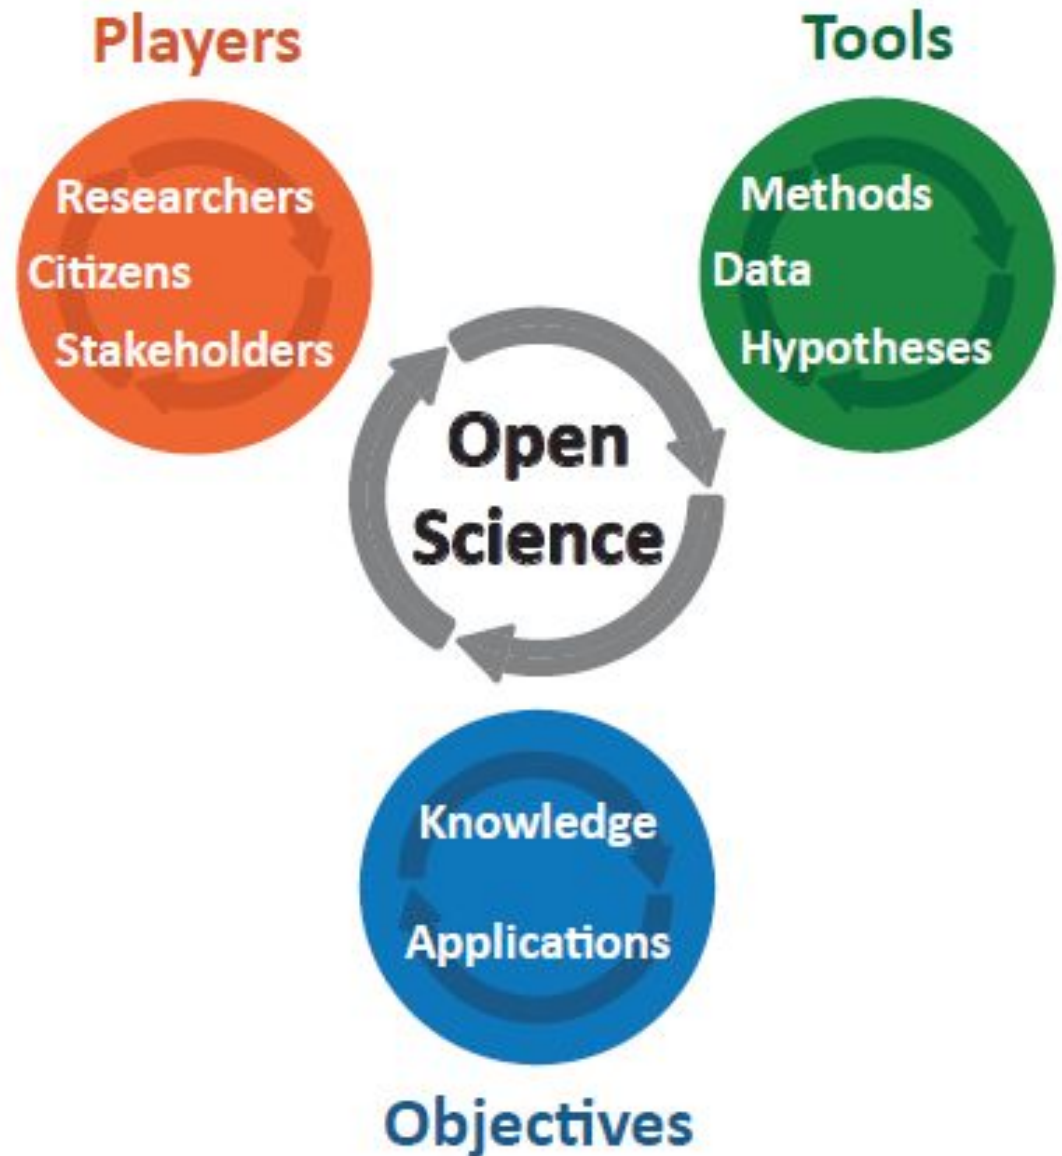 Players
Researchers
Citizens
Stakeholders
Tools
Methods
Data
Hypotheses
Open
Science
Knowledge
Applications
Objectives